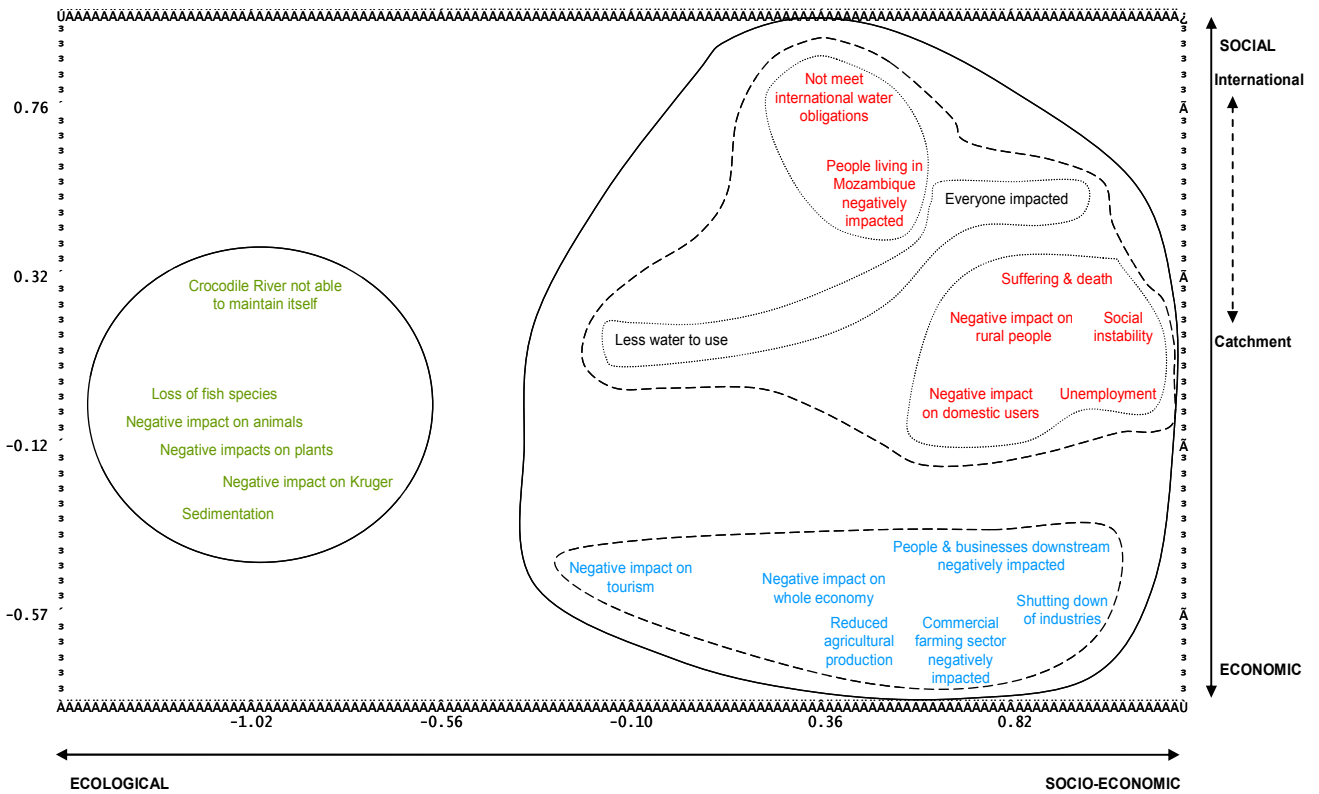 SOCIAL
International
Catchment
ECONOMIC
0.76
0.32
-0.12
-0.57
Not meet
international water
obligations
People living in
Mozambique
negatively
impacted
Everyone impacted
Less water to use
Suffering & death
Negative impact on
rural people
Social
instability
Negative impact
on domestic users
Unemployment
Crocodile River not able
to maintain itself
Loss of fish species
Negative impact on animals
Negative impacts on plants
Negative impact on Kruger
Sedimentation
People & businesses downstream
negatively impacted
Negative impact on
tourism
Negative impact on
whole economy
Shutting down
of industries
Reduced
agricultural
production
Commercial
farming sector
negatively
impacted
-1.02
-0.56
-0.10
0.36
0.82
ECOLOGICAL
SOCIO-ECONOMIC